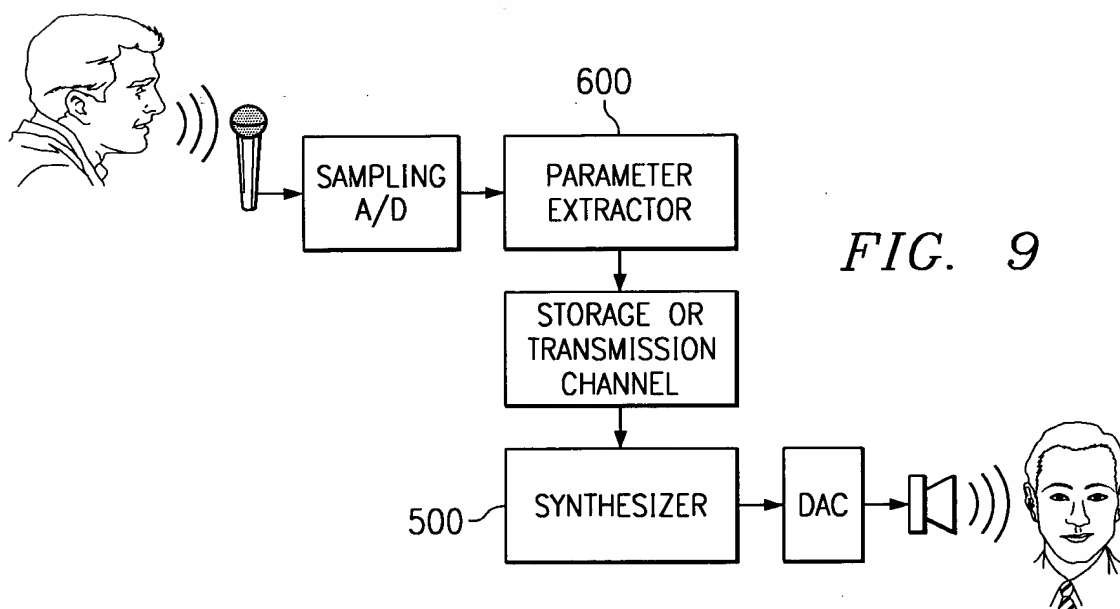 600
SAMPLING
A/D
PARAMETER
EXTRACTOR
FIG. 9
STORAGE OR
TRANSMISSION
CHANNEL
500
SYNTHESIZER
DAC